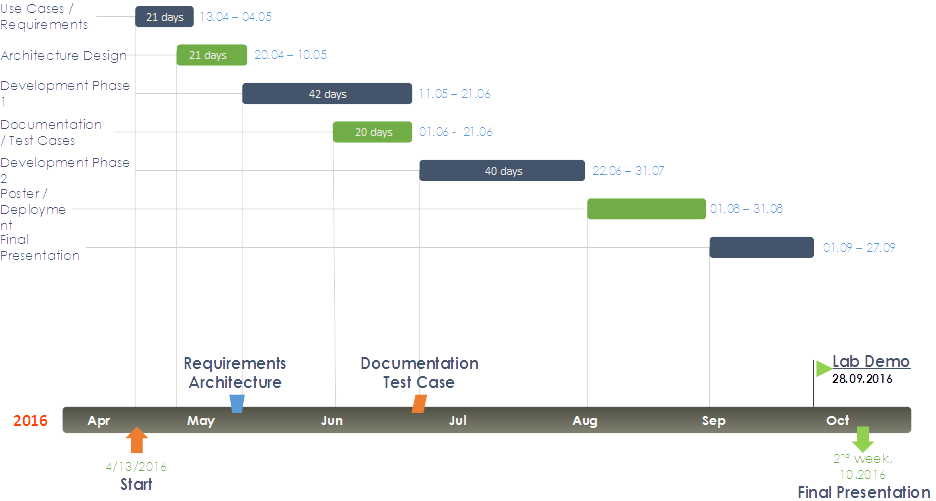 Use Cases /
Requirements
21 days
13.04 – 04.05
Architecture Design
21 days
20.04 – 10.05
Development Phase
1
42 days
11.05 – 21.06
Documentation
/ Test Cases
20 days
01.06 - 21.06
Development Phase
2
40 days
22.06 – 31.07
Poster /
Deployme
nt
01.08 – 31.08
Final
Presentation
01.09 – 27.09
Requirements
Architecture
Documentation
Test Case
Lab Demo
28.09.2016
2016
Apr May Jun Jul Aug Sep Oct
4/13/2016
Start
2nd week,
10.2016
Final Presentation